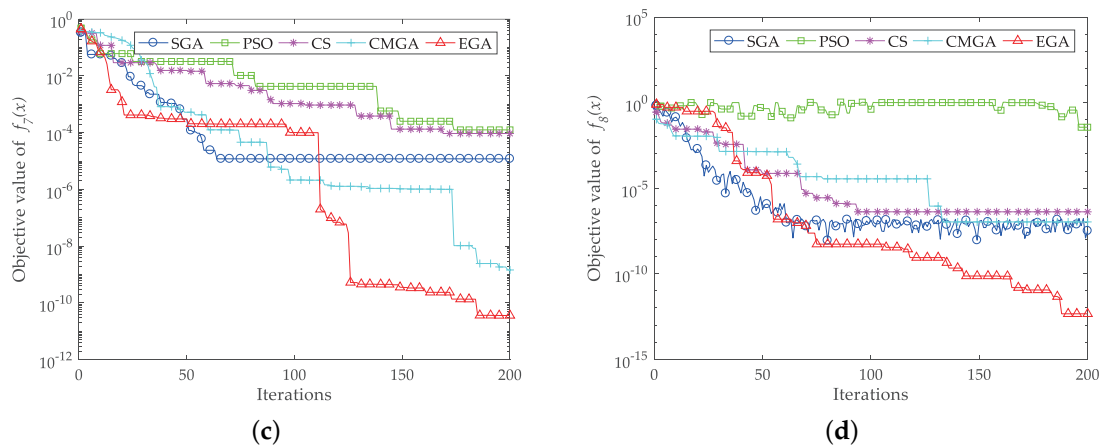 10^0
10^-2
10^-4
10^-6
10^-8
10^-10
10^-12
Objective value of f_7(x)
SGA PSO CS CMGA EGA
0 50 100 150 200
Iterations
(c)
10^5
10^0
10^-5
10^-10
10^-15
Objective value of f_8(x)
SGA PSO CS CMGA EGA
0 50 100 150 200
Iterations
(d)